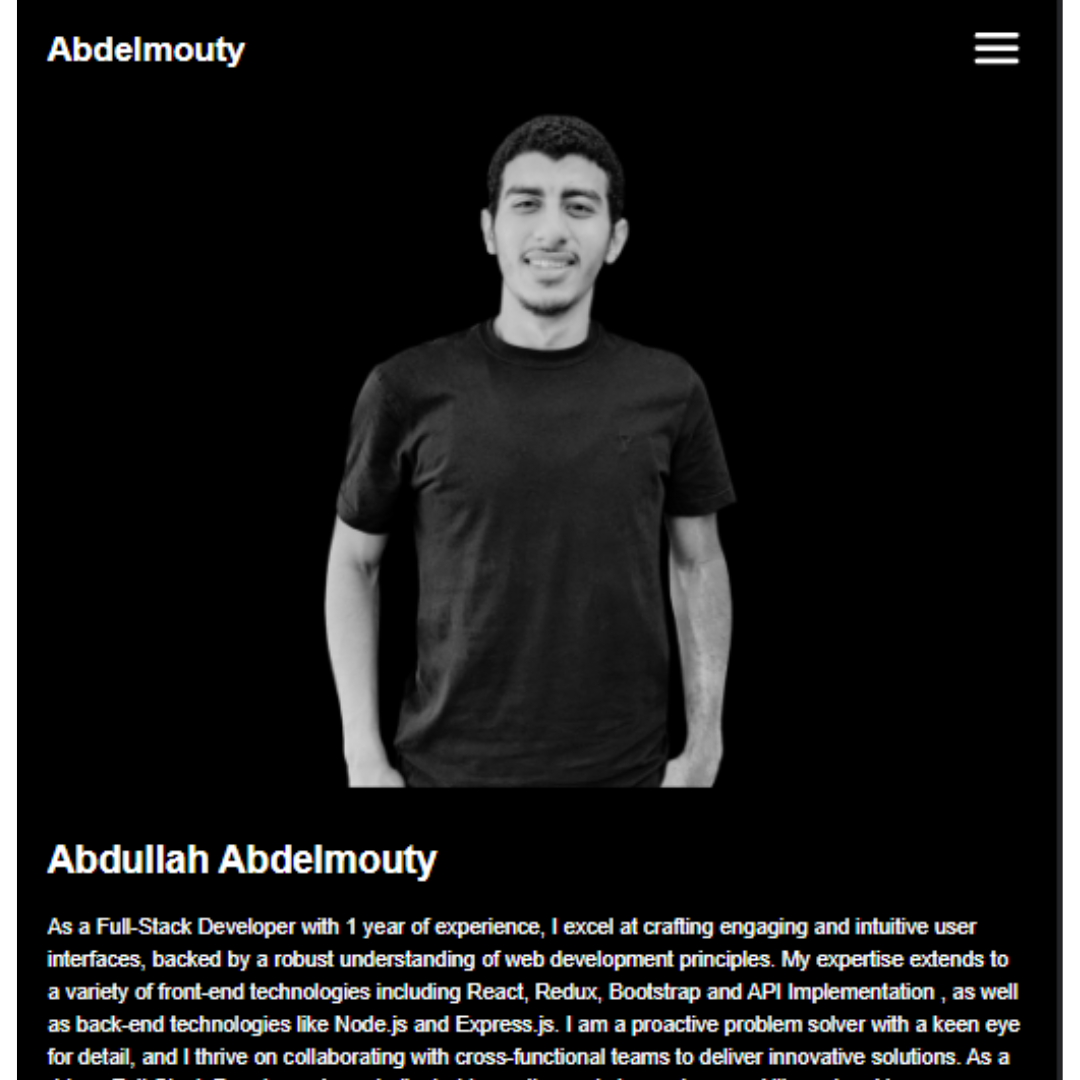 Abdelmouty
Abdullah Abdelmouty
As a Full-Stack Developer with 1 year of experience, I excel at crafting engaging and intuitive user
interfaces, backed by a robust understanding of web development principles. My expertise extends to
a variety of front-end technologies including React, Redux, Bootstrap and API Implementation , as well
as back-end technologies like Node.js and Express.js. I am a proactive problem solver with a keen eye
for detail, and I thrive on collaborating with cross-functional teams to deliver innovative solutions. As a